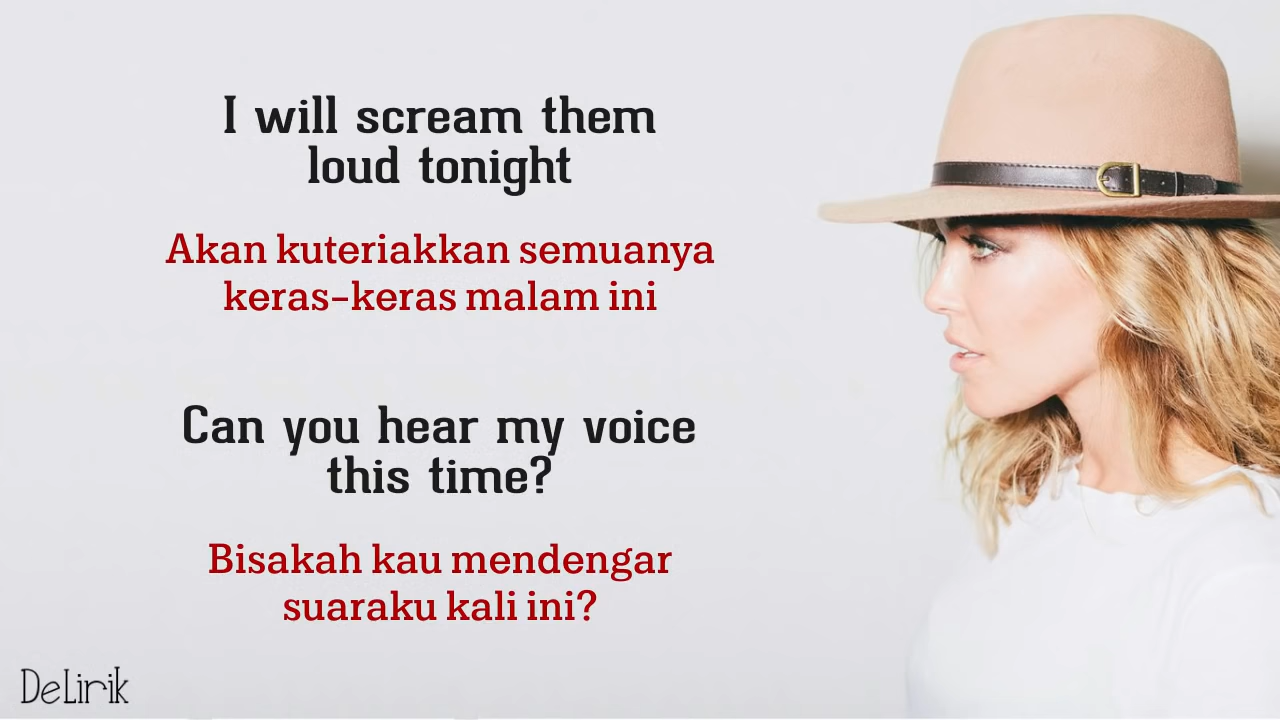 I will scream them
loud tonight
Akan kuteriakkan semuanya
keras-keras malam ini
Can you hear my voice
this time?
Bisakah kau mendengar
suaraku kali ini?
DeLirik